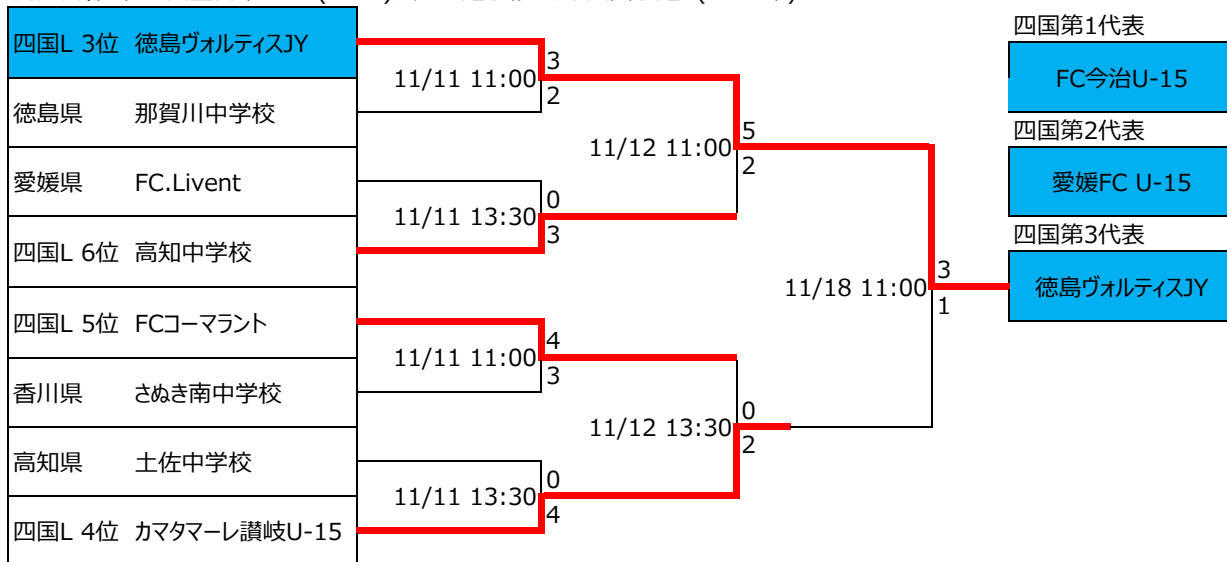 四国L 3位 徳島ヴォルティスJY
徳島県 那賀川中学校
愛媛県 FC.Livent
四国L 6位 高知中学校
四国L 5位 FCコーマラント
香川県 さぬき南中学校
高知県 土佐中学校
四国L 4位 カマタマーレ讃岐U-15
11/11 11:00
3
2
11/11 13:30
0
3
11/11 11:00
4
3
11/11 13:30
0
4
11/12 11:00
5
2
11/12 13:30
0
2
11/18 11:00
3
1
四国第1代表
FC今治U-15
四国第2代表
愛媛FC U-15
四国第3代表
徳島ヴォルティスJY